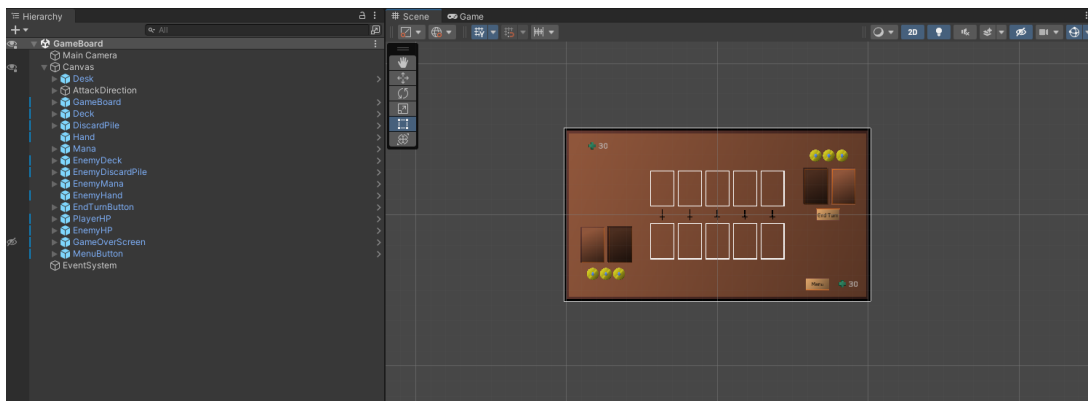 Hierarchy
All
GameBoard
Main Camera
Canvas
Desk
AttackDirection
GameBoard
Deck
DiscardPile
Hand
Mana
EnemyDeck
EnemyDiscardPile
EnemyMana
EnemyHand
EndTurnButton
PlayerHP
EnemyHP
GameOverScreen
MenuButton
EventSystem
Scene Game
2D
30
End Turn
Menu 30